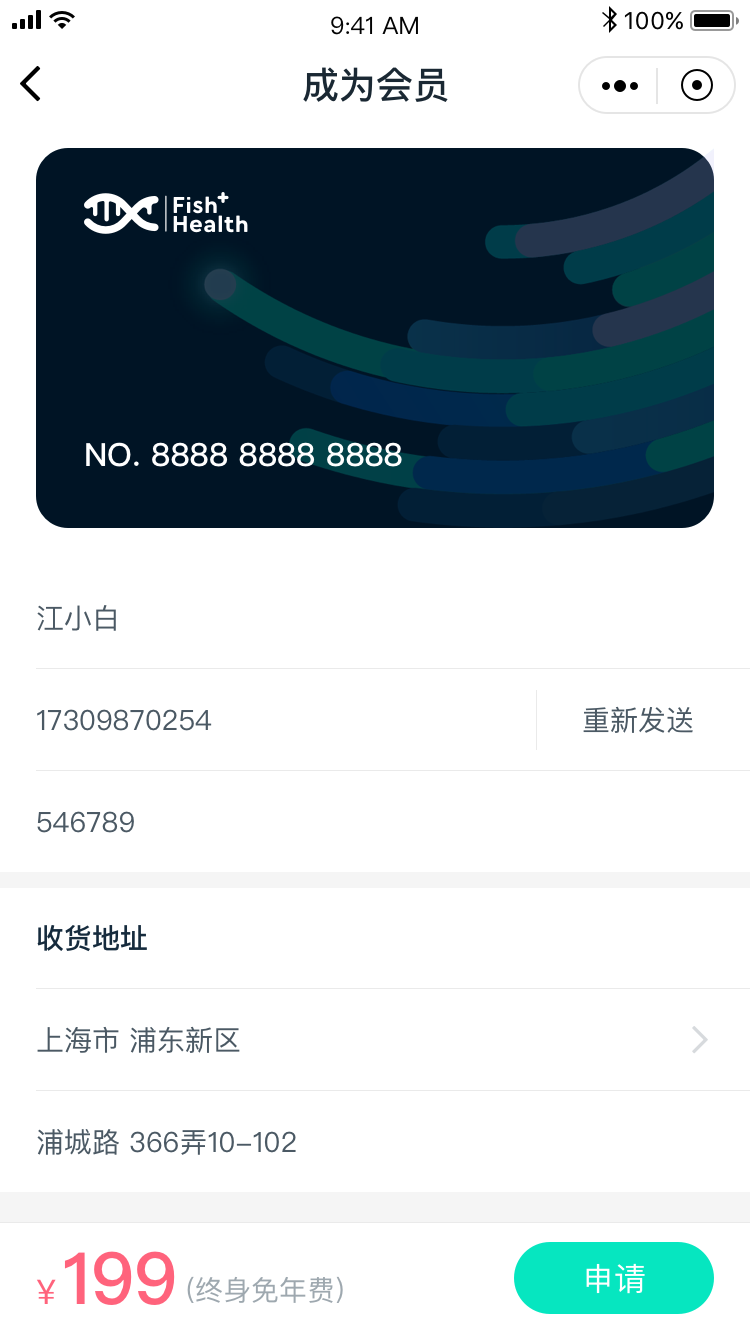 9:41 AM
100%
成为会员
Fish+
Health
NO. 8888 8888 8888
江小白
17309870254
重新发送
546789
收货地址
上海市 浦东新区
浦城路 366弄10–102
¥199 (终身免年费)
申请